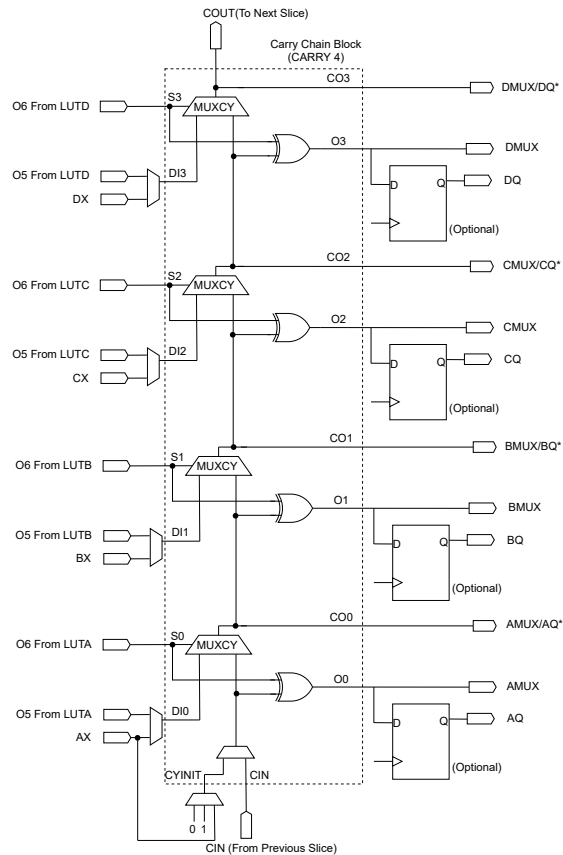 COUT(To Next Slice)
Carry Chain Block
(CARRY 4)
CO3
DMUX/DQ*
O6 From LUTD
S3
MUXCY
O3
DMUX
O5 From LUTD
DI3
DX
D
Q
DQ
(Optional)
CO2
CMUX/CQ*
O6 From LUTC
S2
MUXCY
O2
CMUX
O5 From LUTC
DI2
CX
D
Q
CQ
(Optional)
CO1
BMUX/BQ*
O6 From LUTB
S1
MUXCY
O1
BMUX
O5 From LUTB
DI1
BX
D
Q
BQ
(Optional)
CO0
AMUX/AQ*
O6 From LUTA
S0
MUXCY
O0
AMUX
O5 From LUTA
DI0
AX
D
Q
AQ
(Optional)
CYINIT
CIN
0 1
CIN (From Previous Slice)